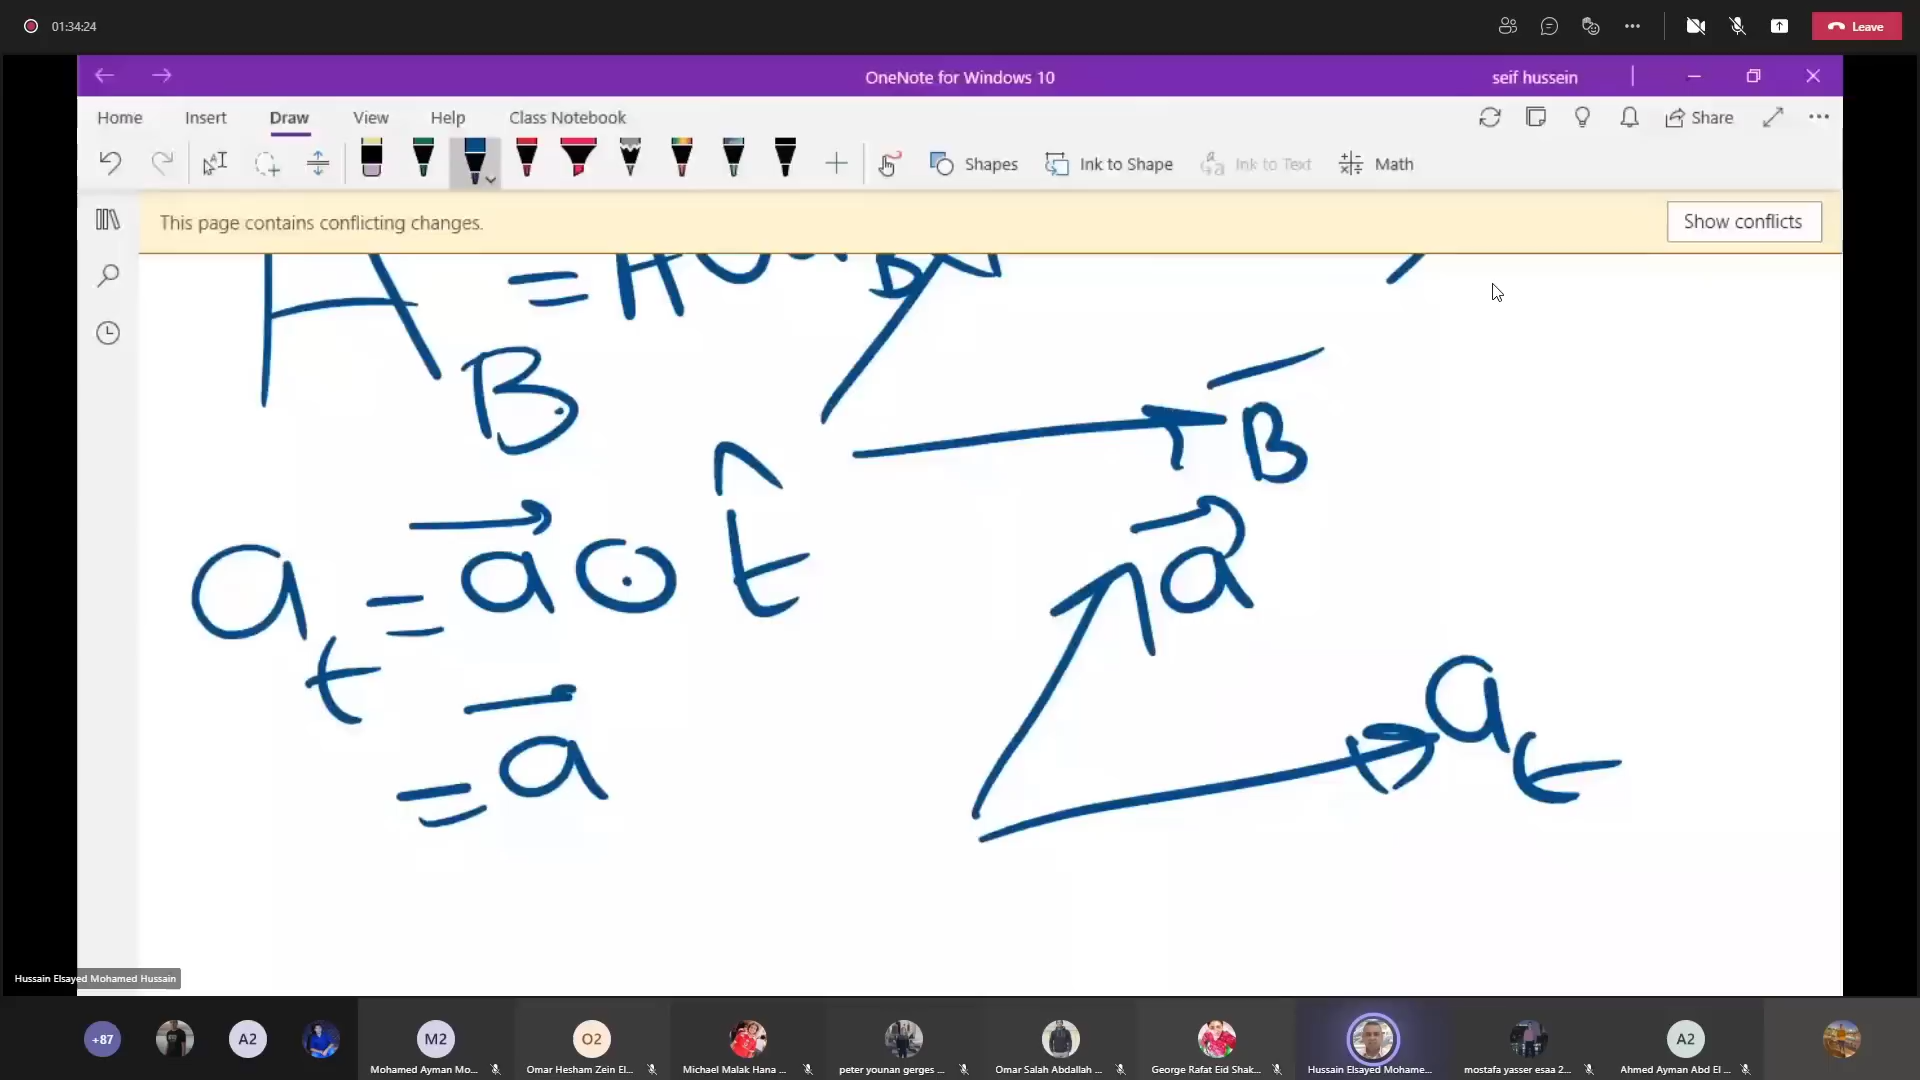 01:34:24
Leave
OneNote for Windows 10
seif hussein
Home Insert Draw View Help Class Notebook
Share
Shapes Ink to Shape Ink to Text Math
This page contains conflicting changes.
Show conflicts
A_B =
B
a_t = a⃗ ⊙ t̂
a⃗
= a⃗
a_t
Hussain Elsayed Mohamed Hussain
+87 A2 M2 O2 A2
Mohamed Ayman Mo... Omar Hesham Zein El... Michael Malak Hana ... peter younan gerges ... Omar Salah Abdallah ... George Rafat Eid Shak... Hussain Elsayed Mohame... mostafa yasser esaa 2... Ahmed Ayman Abd El ...